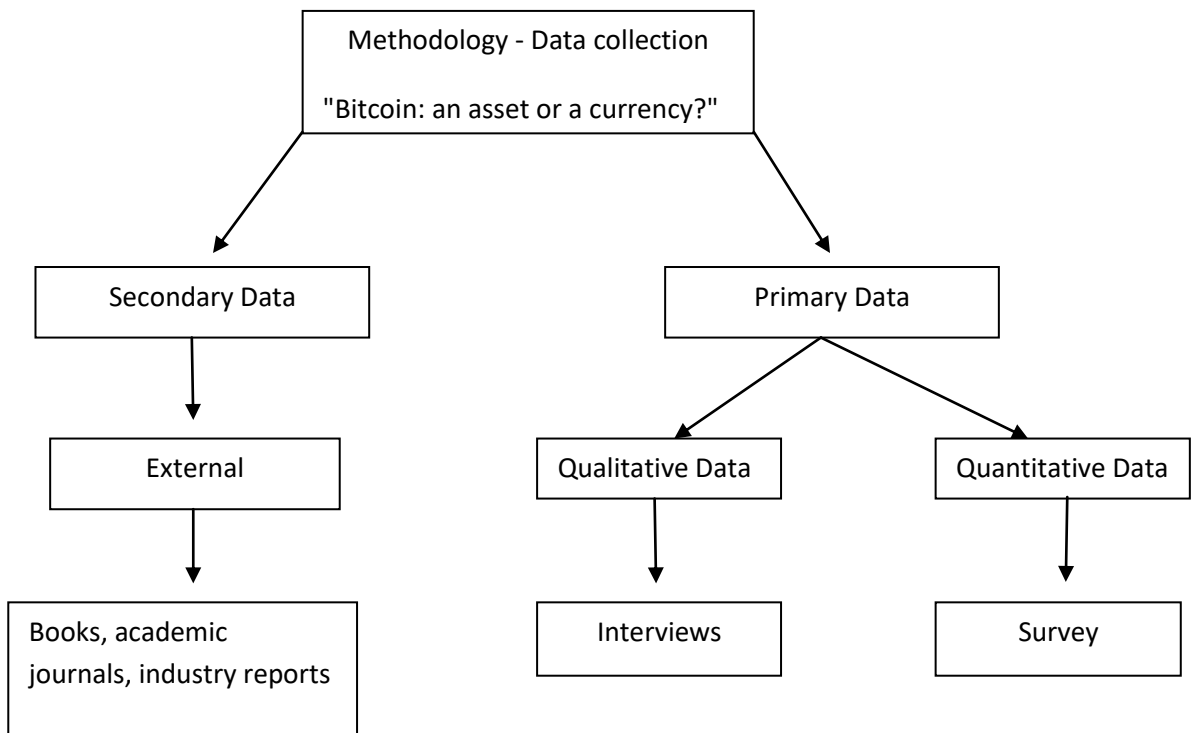 Methodology - Data collection
"Bitcoin: an asset or a currency?"
Secondary Data
Primary Data
External
Qualitative Data
Quantitative Data
Books, academic
journals, industry reports
Interviews
Survey